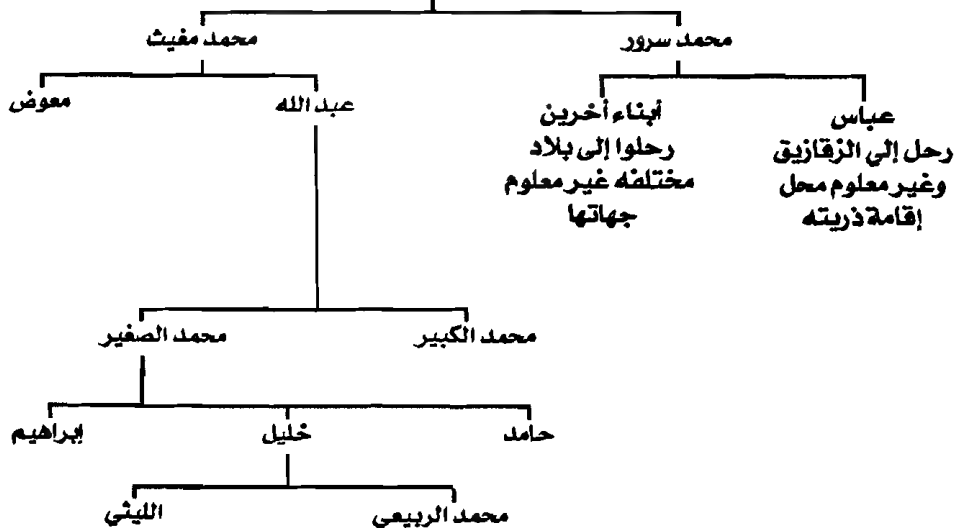 محمد سرور
محمد مغيث
عباس
رحل إلي الزقازيق
وغير معلوم محل
إقامة ذريته
أبناء أخرين
رحلوا إلى بلاد
مختلفه غير معلوم
جهاتها
عبد الله
معوض
محمد الكبير
محمد الصغير
حامد
خليل
إبراهيم
محمد الربيعي
الليثي